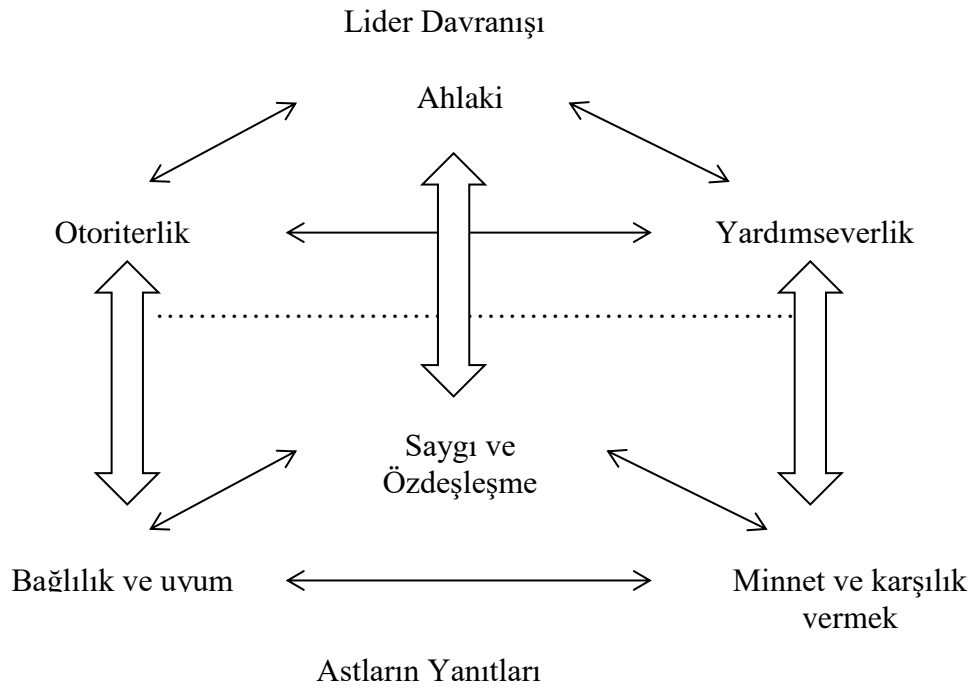 Lider Davranışı
Ahlaki
Otoriterlik
Yardımseverlik
Saygı ve
Özdeşleşme
Bağlılık ve uyum
Minnet ve karşılık
vermek
Astların Yanıtları